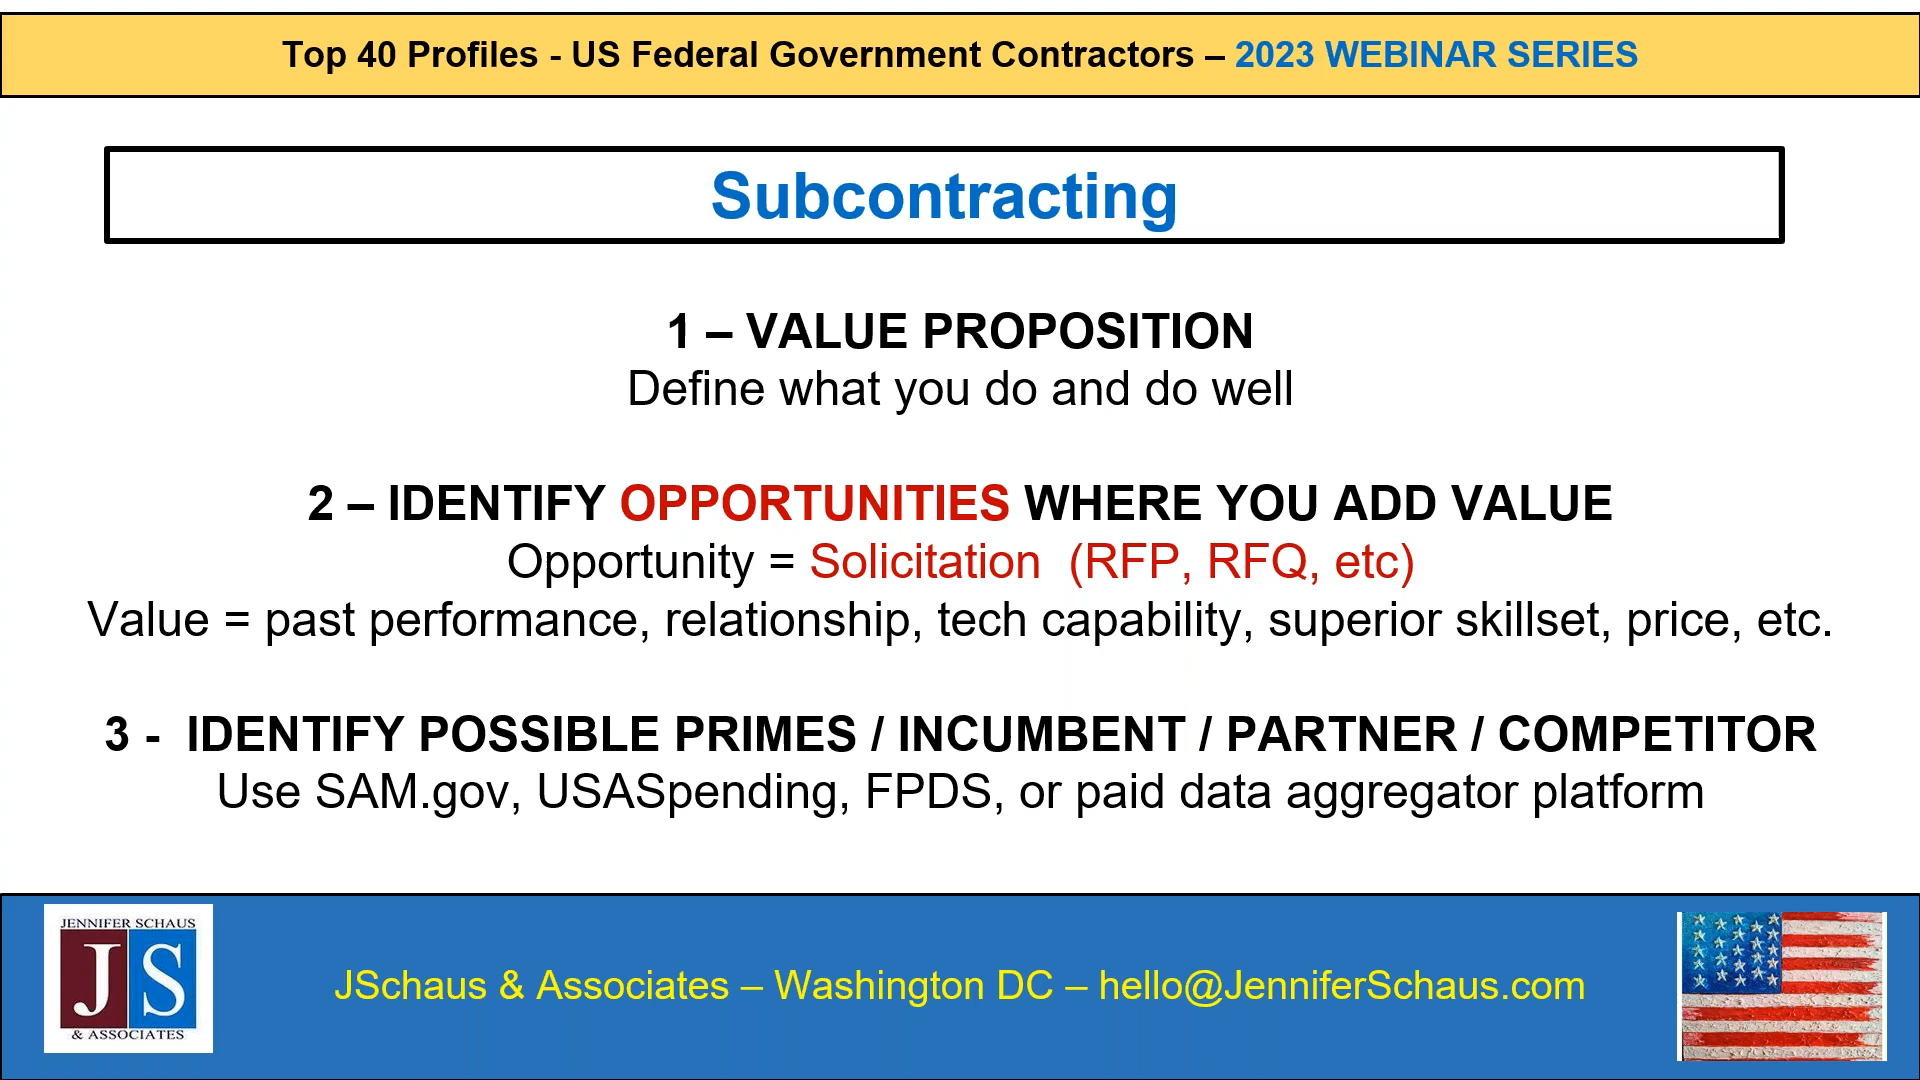 Top 40 Profiles - US Federal Government Contractors – 2023 WEBINAR SERIES
Subcontracting
1 – VALUE PROPOSITION
Define what you do and do well
2 – IDENTIFY OPPORTUNITIES WHERE YOU ADD VALUE
Opportunity = Solicitation  (RFP, RFQ, etc)
Value = past performance, relationship, tech capability, superior skillset, price, etc.
3 -  IDENTIFY POSSIBLE PRIMES / INCUMBENT / PARTNER / COMPETITOR
Use SAM.gov, USASpending, FPDS, or paid data aggregator platform
JENNIFER SCHAUS
JS
& ASSOCIATES
JSchaus & Associates – Washington DC – hello@JenniferSchaus.com